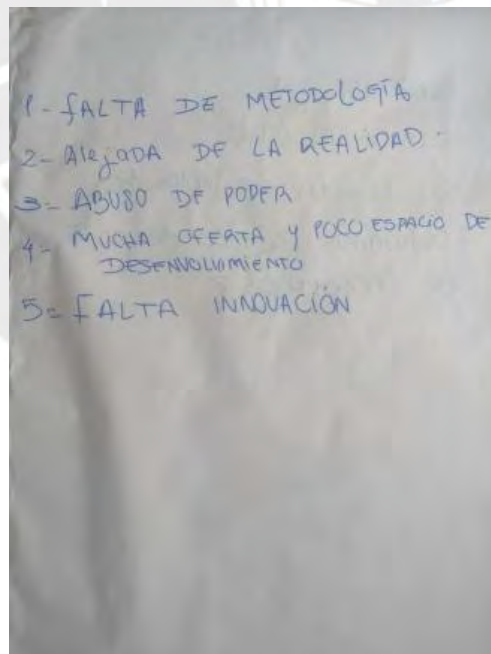 1- FALTA DE METODOLOGÍA
2- AlejADA DE LA REALIDAD.
3- ABUSO DE PODER
4- MUCHA OFERTA Y POCO ESPACIO DE
DESENVOLVIMIENTO
5= FALTA INNOVACIÓN